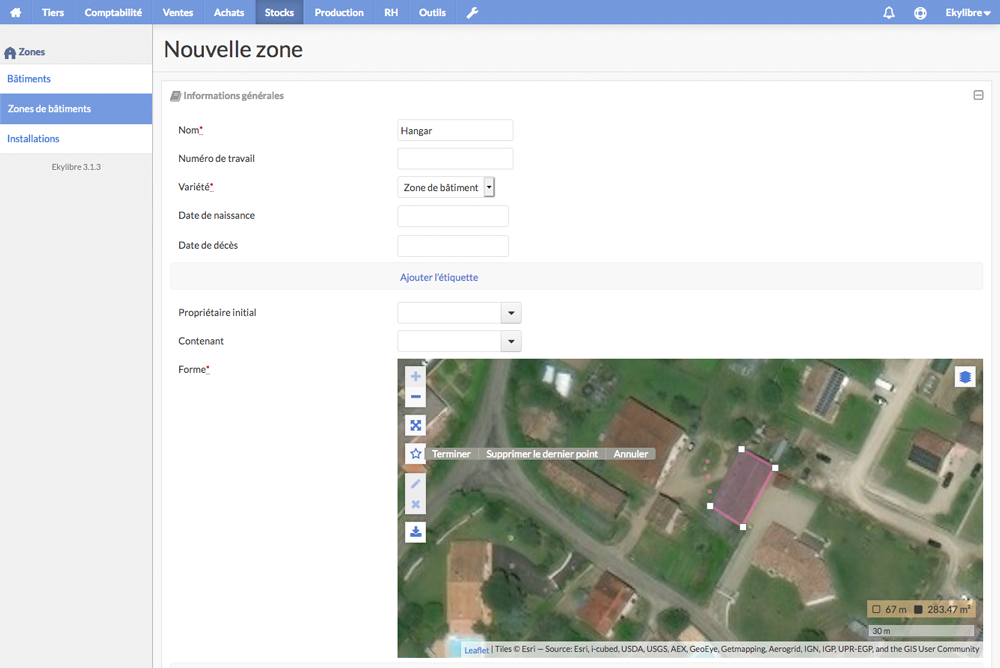 Tiers Comptabilité Ventes Achats Stocks Production RH Outils Ekylibre
Zones
Bâtiments
Zones de bâtiments
Installations
Ekylibre 3.1.3
Nouvelle zone
Informations générales
Nom* Hangar
Numéro de travail
Variété* Zone de bâtiment
Date de naissance
Date de décès
Ajouter l'étiquette
Propriétaire initial
Contenant
Forme*
Terminer Supprimer le dernier point Annuler
67 m 283.47 m²
30 m
Leaflet | Tiles © Esri — Source: Esri, i-cubed, USDA, USGS, AEX, GeoEye, Getmapping, Aerogrid, IGN, IGP, UPR-EGP, and the GIS User Community